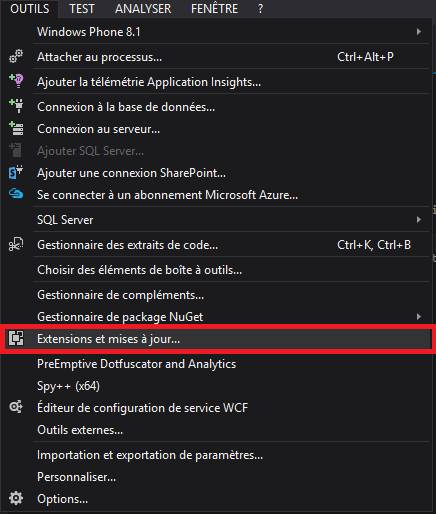 OUTILS TEST ANALYSER FENÊTRE ?
Windows Phone 8.1
Attacher au processus... Ctrl+Alt+P
Ajouter la télémétrie Application Insights...
Connexion à la base de données...
Connexion au serveur...
Ajouter SQL Server...
Ajouter une connexion SharePoint...
Se connecter à un abonnement Microsoft Azure...
SQL Server
Gestionnaire des extraits de code... Ctrl+K, Ctrl+B
Choisir des éléments de boîte à outils...
Gestionnaire de compléments...
Gestionnaire de package NuGet
Extensions et mises à jour...
PreEmptive Dotfuscator and Analytics
Spy++ (x64)
Éditeur de configuration de service WCF
Outils externes...
Importation et exportation de paramètres...
Personnaliser...
Options...